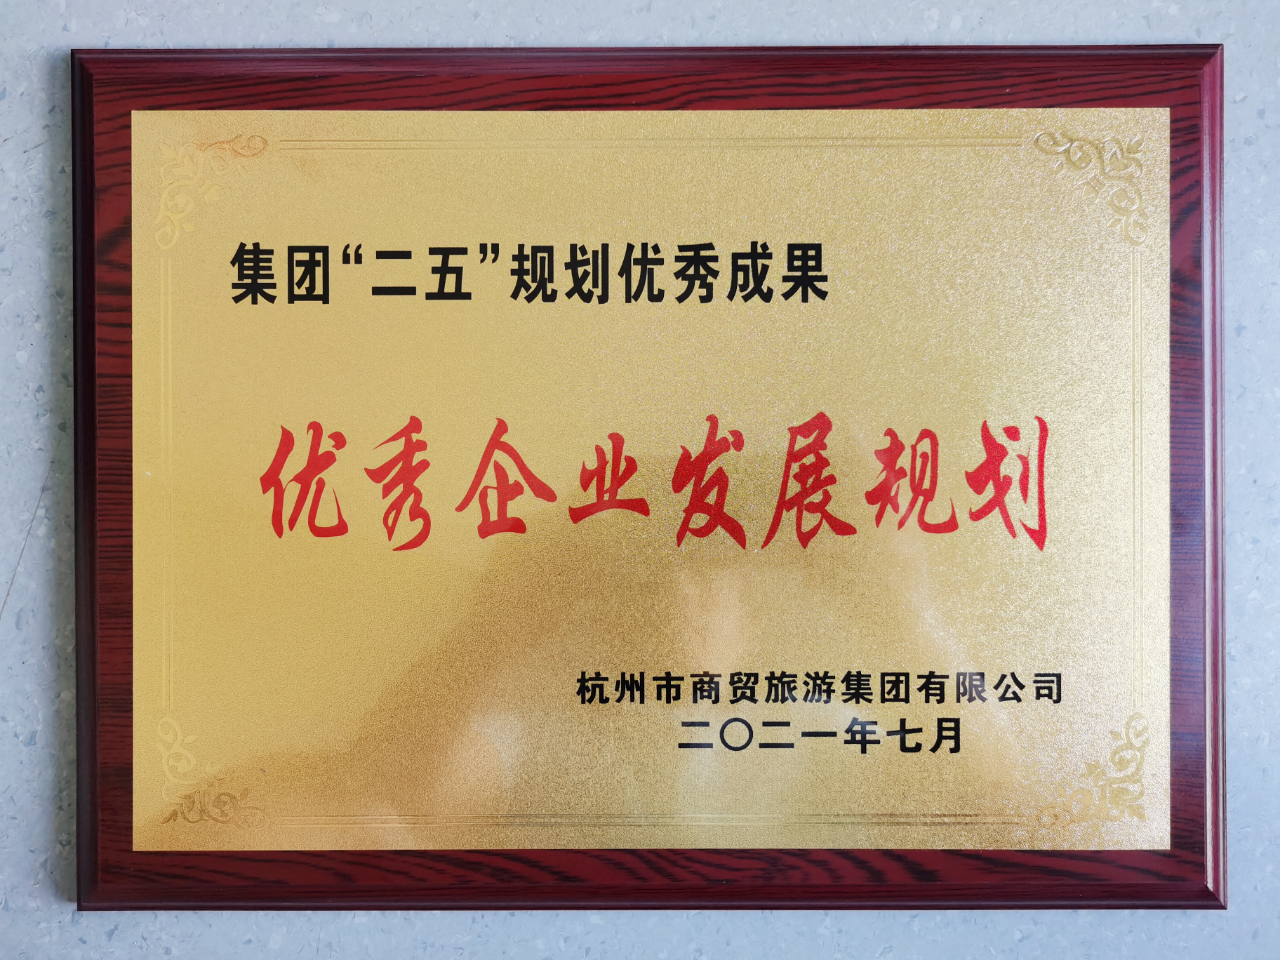 集团“二五”规划优秀成果
优秀企业发展规划
杭州市商贸旅游集团有限公司
二〇二一年七月